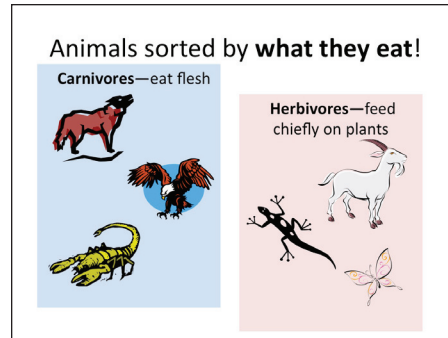 Animals sorted by what they eat!
Carnivores—eat flesh
Herbivores—feed
chiefly on plants